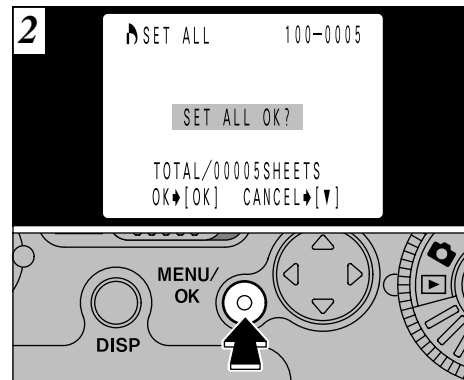 2
SET ALL 100-0005
SET ALL OK?
TOTAL/00005SHEETS
OK➧[OK] CANCEL➧[▼]
MENU/
OK
DISP